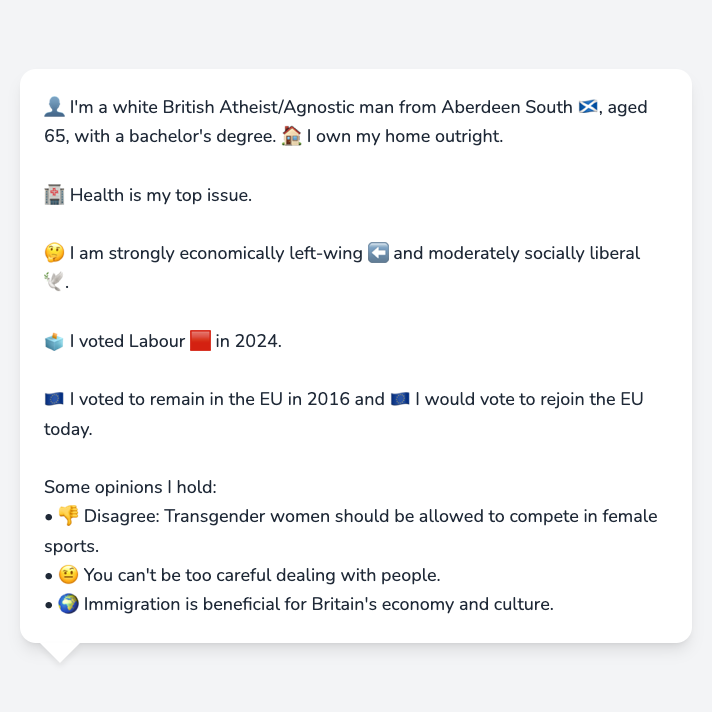 👤 I'm a white British Atheist/Agnostic man from Aberdeen South 🏴󠁧󠁢󠁳󠁣󠁴󠁿, aged
65, with a bachelor's degree. 🏠 I own my home outright.
🏥 Health is my top issue.
🤔 I am strongly economically left-wing ⬅️ and moderately socially liberal
🕊️.
🗳️ I voted Labour 🟥 in 2024.
🇪🇺 I voted to remain in the EU in 2016 and 🇪🇺 I would vote to rejoin the EU
today.
Some opinions I hold:
• 👎 Disagree: Transgender women should be allowed to compete in female
sports.
• 🤨 You can't be too careful dealing with people.
• 🌍 Immigration is beneficial for Britain's economy and culture.